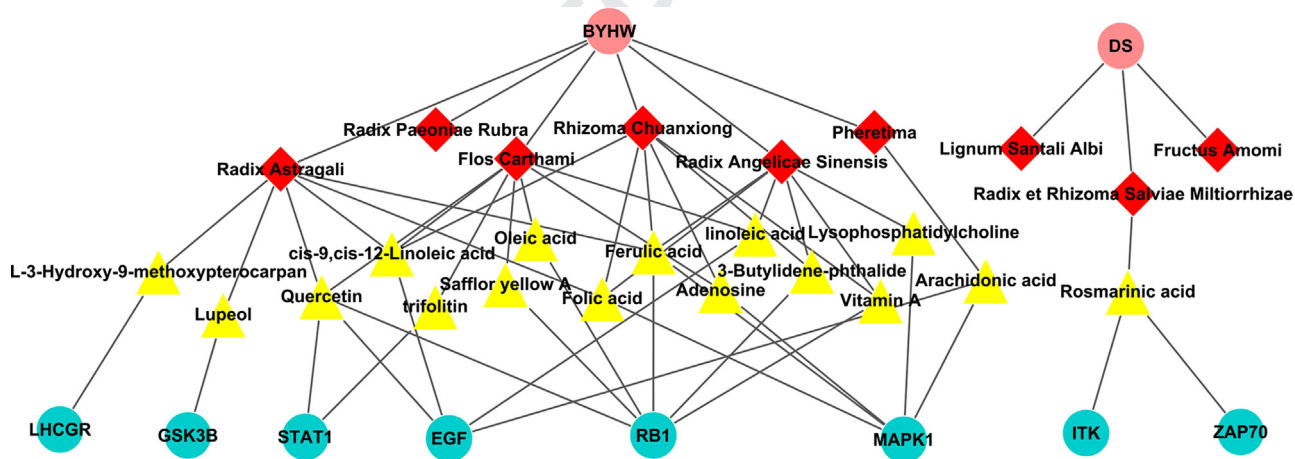 BYHW
DS
Radix Paeoniae Rubra
Rhizoma Chuanxiong
Pheretima
Lignum Santali Albi
Fructus Amomi
Radix Astragali
Flos Carthami
Radix Angelicae Sinensis
Radix et Rhizoma Salviae Miltiorrhizae
L-3-Hydroxy-9-methoxypterocarpan
cis-9,cis-12-Linoleic acid
Oleic acid
Ferulic acid
linoleic acid
Lysophosphatidylcholine
Lupeol
Quercetin
trifolitin
Safflor yellow A
Folic acid
Adenosine
3-Butylidene-phthalide
Vitamin A
Arachidonic acid
Rosmarinic acid
LHCGR
GSK3B
STAT1
EGF
RB1
MAPK1
ITK
ZAP70